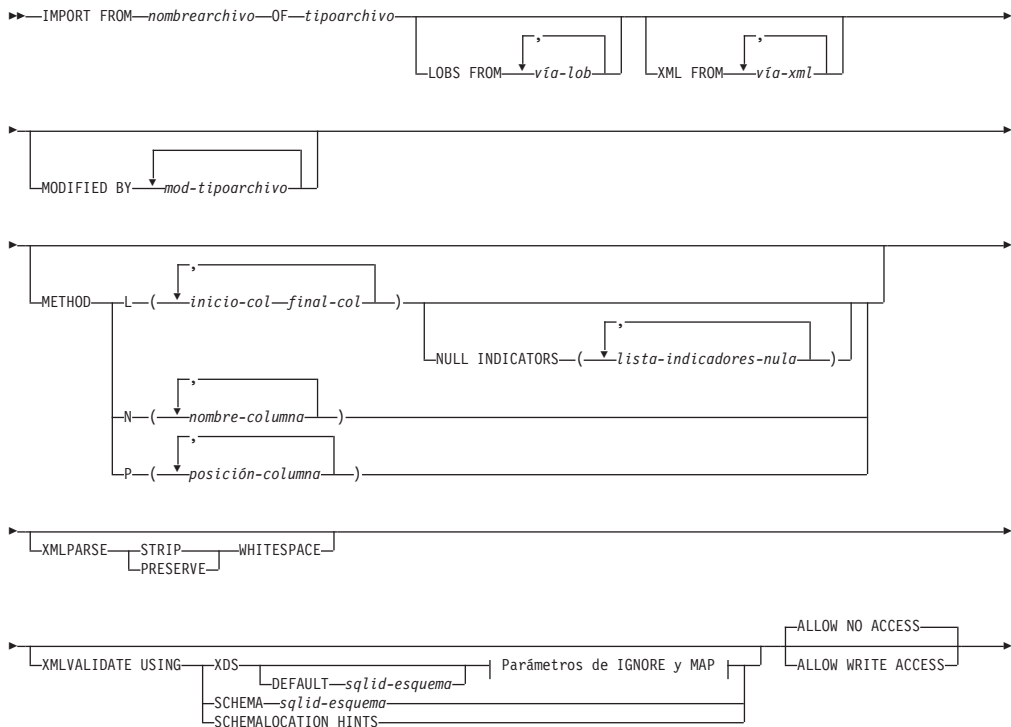 IMPORT FROM nombrearchivo OF tipoarchivo
LOBS FROM vía-lob , XML FROM vía-xml ,
MODIFIED BY mod-tipoarchivo
METHOD L ( inicio-col final-col , )
NULL INDICATORS ( lista-indicadores-nula , )
N ( nombre-columna , )
P ( posición-columna , )
XMLPARSE STRIP WHITESPACE
PRESERVE
ALLOW NO ACCESS
XMLVALIDATE USING XDS Parámetros de IGNORE y MAP ALLOW WRITE ACCESS
DEFAULT sqlid-esquema
SCHEMA sqlid-esquema
SCHEMALOCATION HINTS